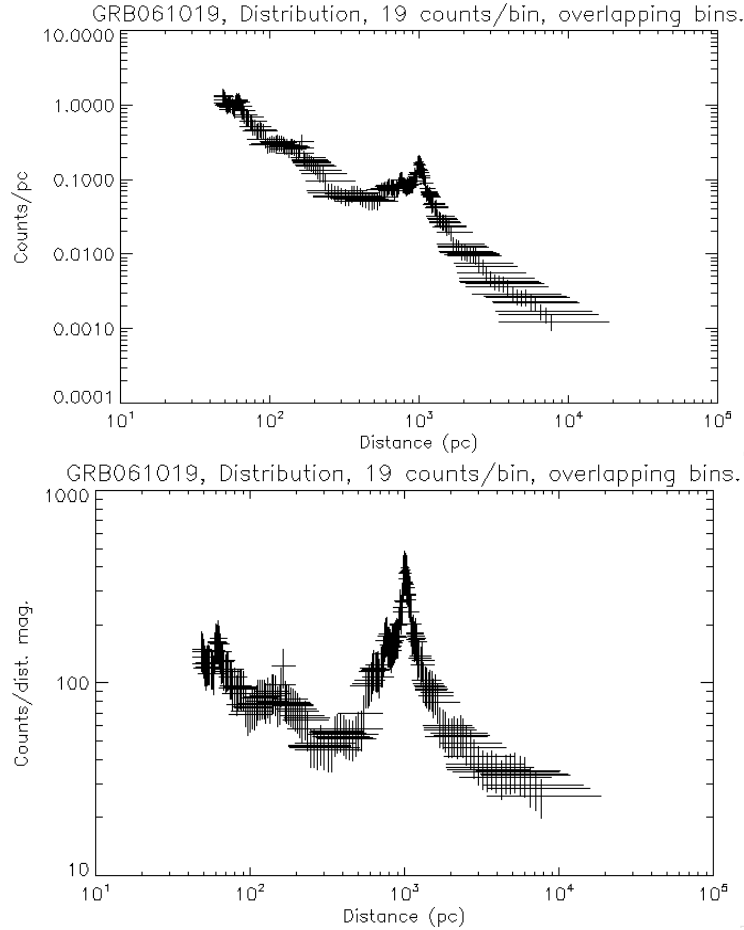 GRB061019, Distribution, 19 counts/bin, overlapping bins.
10.0000
1.0000
0.1000
0.0100
0.0010
0.0001
Counts/pc
10^1 10^2 10^3 10^4 10^5
Distance (pc)
GRB061019, Distribution, 19 counts/bin, overlapping bins.
1000
100
10
Counts/dist. mag.
10^1 10^2 10^3 10^4 10^5
Distance (pc)